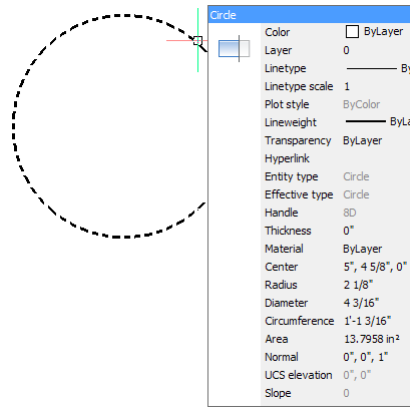 Circle
Color ByLayer
Layer 0
Linetype
Linetype scale 1
Plot style ByColor
Lineweight
Transparency ByLayer
Hyperlink
Entity type Circle
Effective type Circle
Handle 8D
Thickness 0"
Material ByLayer
Center 5", 4 5/8", 0"
Radius 2 1/8"
Diameter 4 3/16"
Circumference 1'-1 3/16"
Area 13.7958 in²
Normal 0", 0", 1"
UCS elevation 0", 0"
Slope 0